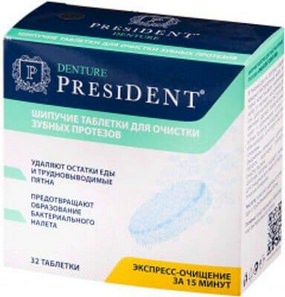 P
PRESIDENT
DENTURE
DENTURE
PRESIDENT®
ШИПУЧИЕ ТАБЛЕТКИ ДЛЯ ОЧИСТКИ
ЗУБНЫХ ПРОТЕЗОВ
УДАЛЯЮТ ОСТАТКИ ЕДЫ
И ТРУДНОВЫВОДИМЫЕ
ПЯТНА
ПРЕДОТВРАЩАЮТ
ОБРАЗОВАНИЕ
БАКТЕРИАЛЬНОГО
НАЛЕТА
32 ТАБЛЕТКИ
ЭКСПРЕСС-ОЧИЩЕНИЕ
ЗА 15 МИНУТ